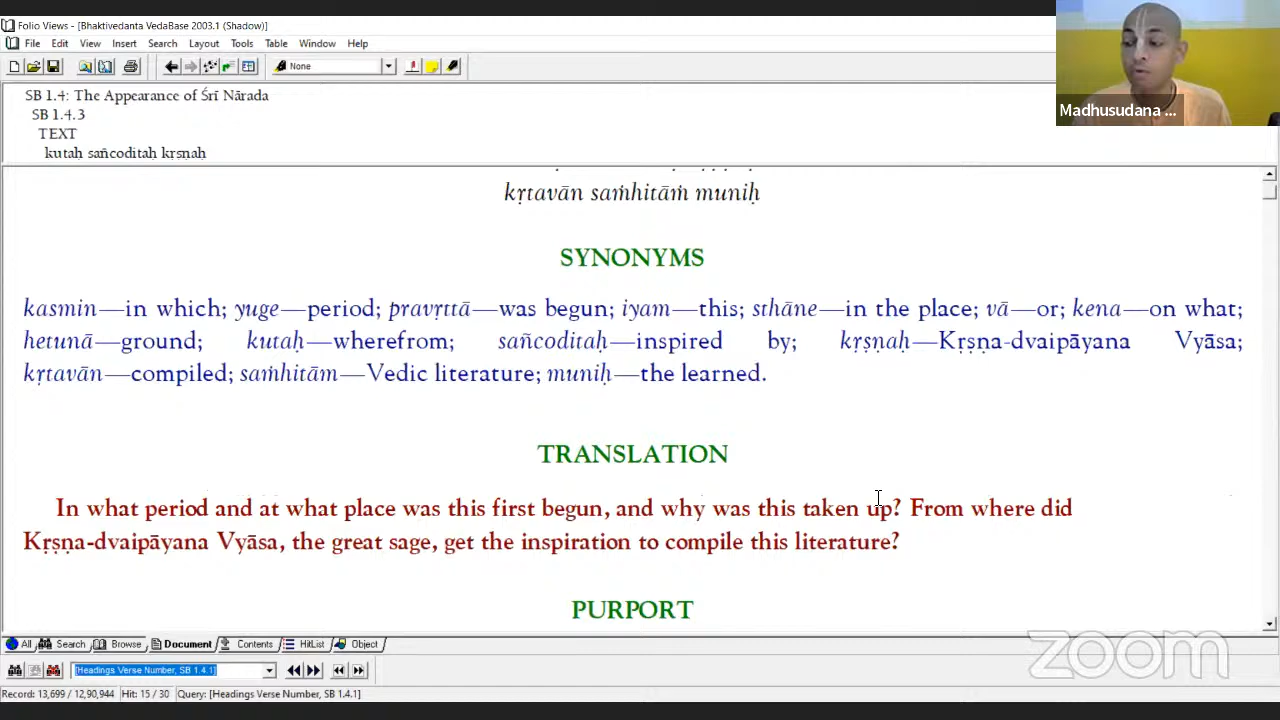 Folio Views - [Bhaktivedanta VedaBase 2003.1 (Shadow)]
File Edit View Insert Search Layout Tools Table Window Help
None
SB 1.4: The Appearance of Śrī Nārada
SB 1.4.3
TEXT
kutaḥ sañcoditaḥ kṛṣṇaḥ
kṛtavān saṁhitāṁ muniḥ
SYNONYMS
kasmin—in which; yuge—period; pravṛttā—was begun; iyam—this; sthāne—in the place; vā—or; kena—on what;
hetunā—ground; kutaḥ—wherefrom; sañcoditaḥ—inspired by; kṛṣṇaḥ—Kṛṣṇa-dvaipāyana Vyāsa;
kṛtavān—compiled; saṁhitām—Vedic literature; muniḥ—the learned.
TRANSLATION
In what period and at what place was this first begun, and why was this taken up? From where did
Kṛṣṇa-dvaipāyana Vyāsa, the great sage, get the inspiration to compile this literature?
PURPORT
All Search Browse Document Contents HitList Object
[Headings Verse Number, SB 1.4.1]
Record: 13,699 / 12,90,944 Hit: 15 / 30 Query: [Headings Verse Number, SB 1.4.1]
Madhusudana ...
zoom